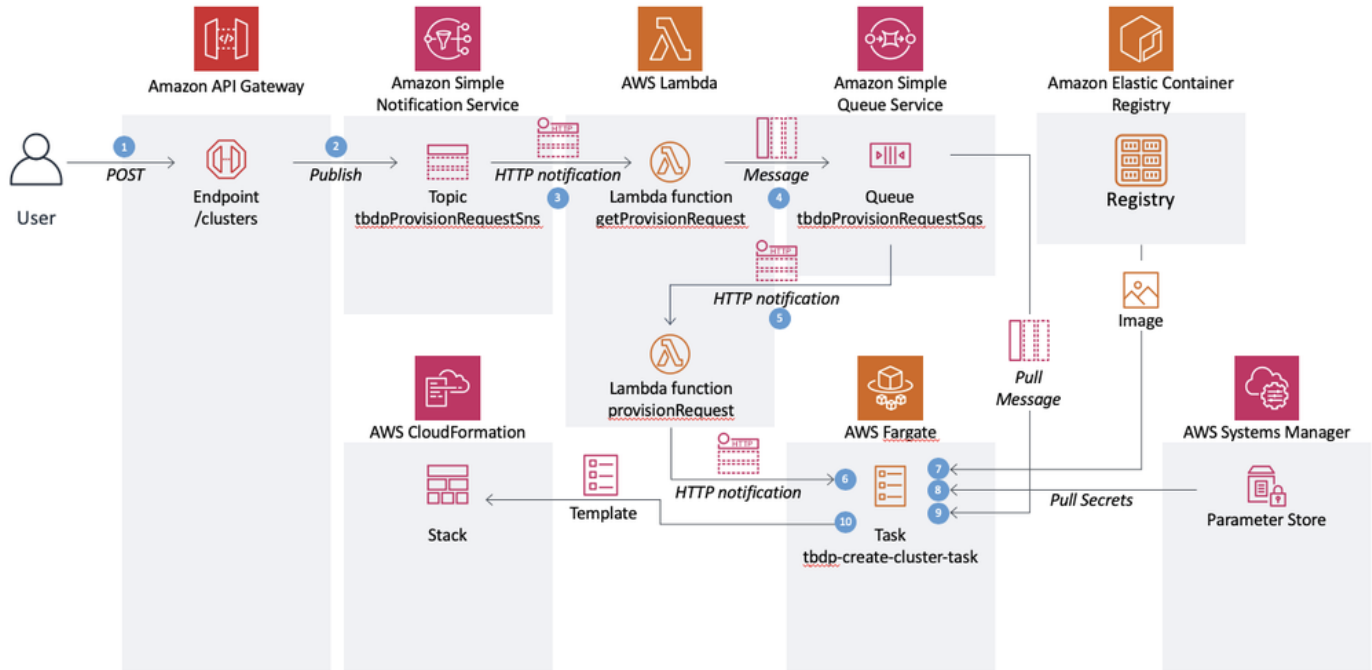 Amazon API Gateway
Amazon Simple
Notification Service
AWS Lambda
Amazon Simple
Queue Service
Amazon Elastic Container
Registry
1
POST
2
Publish
HTTP
HTTP notification
3
Message
4
User
Endpoint
/clusters
Topic
tbdpProvisionRequestSns
Lambda function
getProvisionRequest
Queue
tbdpProvisionRequestSqs
Registry
HTTP
HTTP notification
5
Image
Lambda function
provisionRequest
Pull
Message
AWS CloudFormation
AWS Fargate
AWS Systems Manager
HTTP
HTTP notification
6
7
8
9
10
Pull Secrets
Template
Stack
Task
tbdp-create-cluster-task
Parameter Store